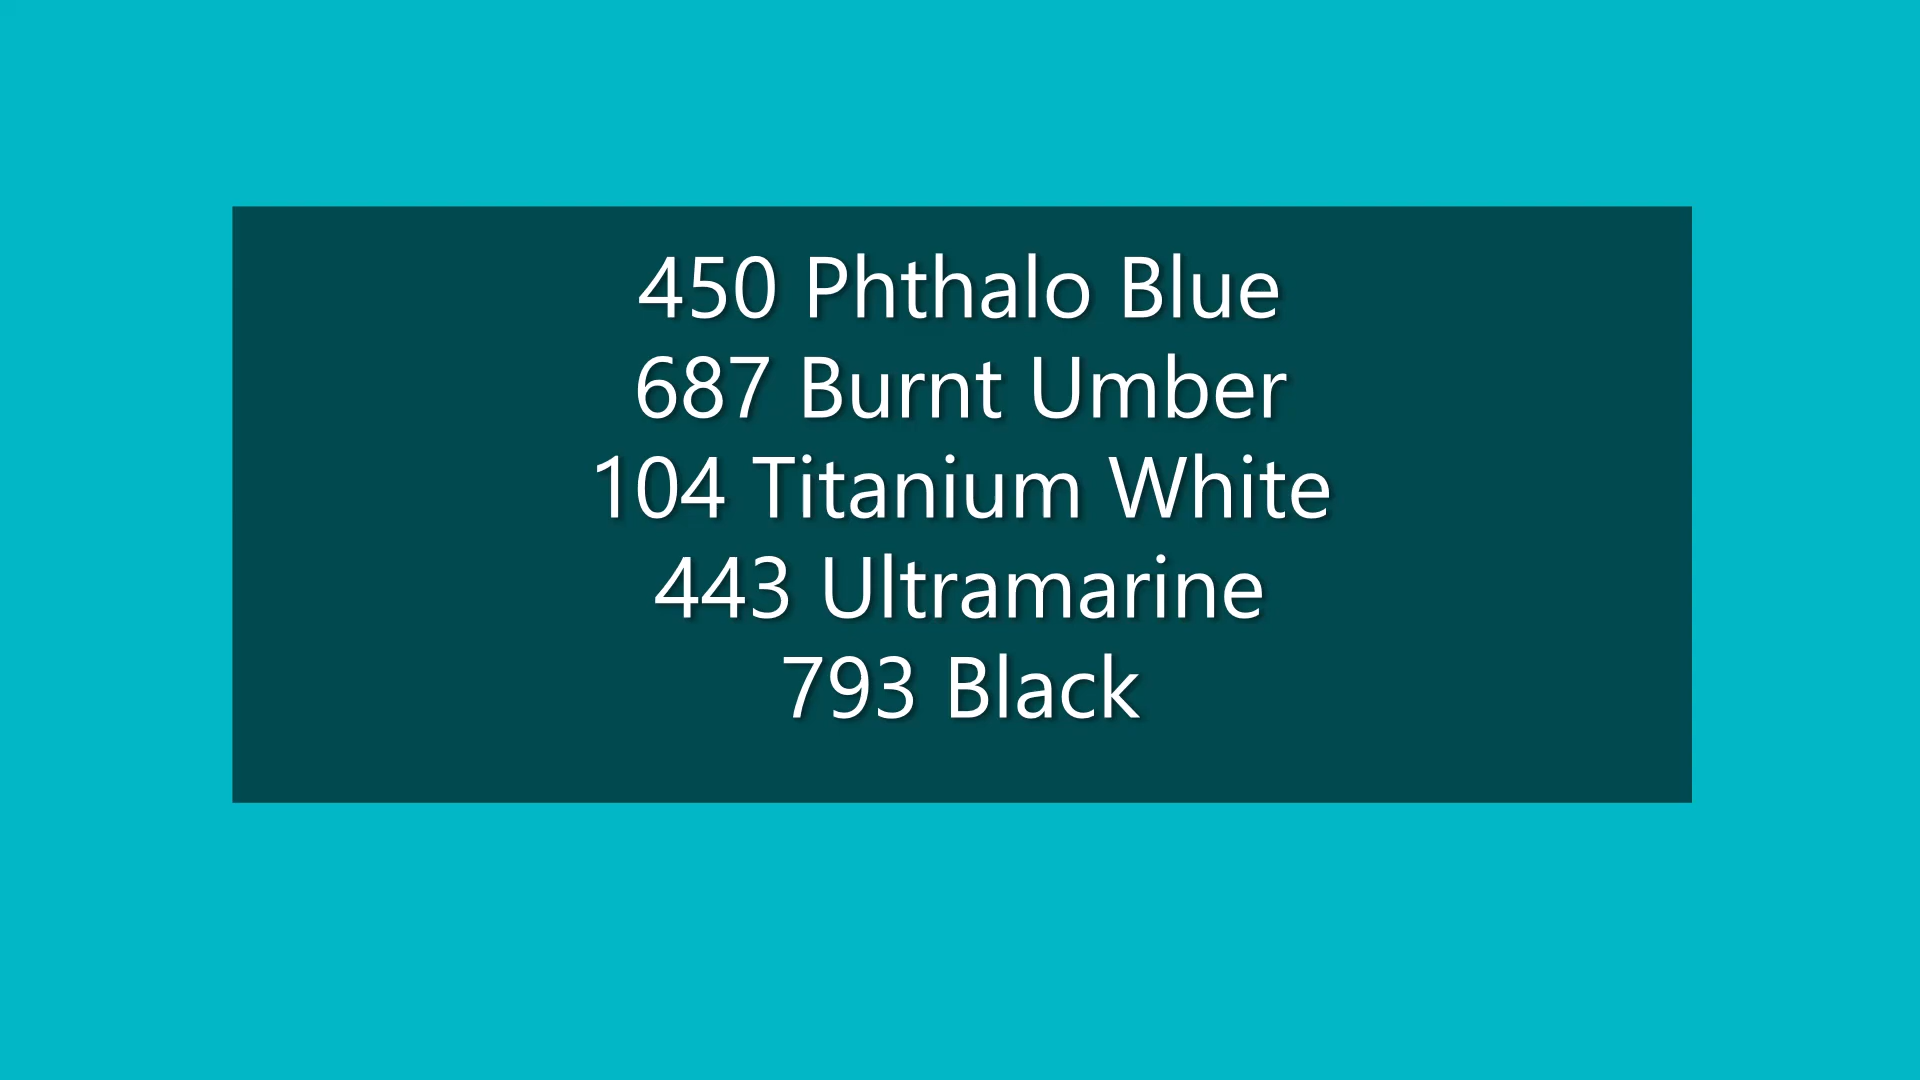 450 Phthalo Blue
687 Burnt Umber
104 Titanium White
443 Ultramarine
793 Black